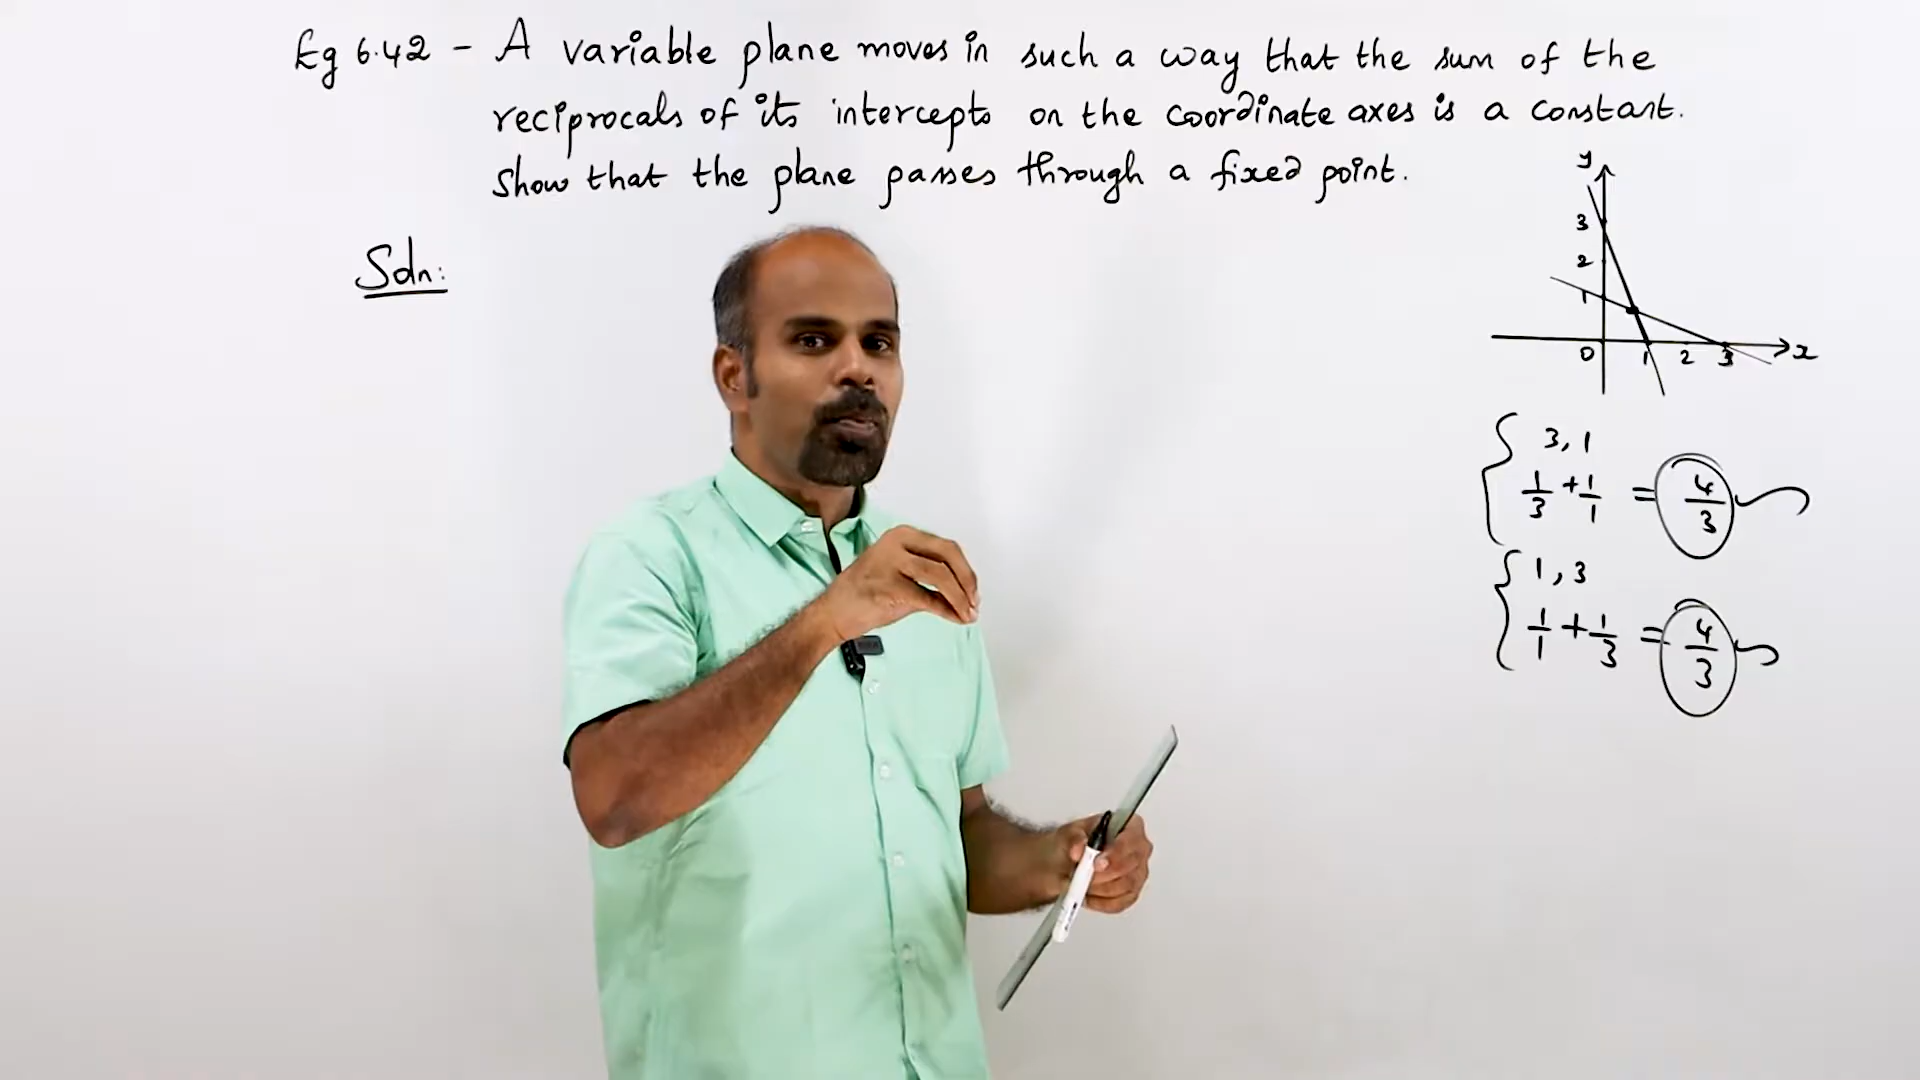 Eg 6.42 - A variable plane moves in such a way that the sum of the
reciprocals of its intercepts on the coordinate axes is a constant.
Show that the plane passes through a fixed point.
Soln:
y
3
2
1
0 1 2 3 x
3, 1
1/3 + 1/1 = 4/3
1, 3
1/1 + 1/3 = 4/3